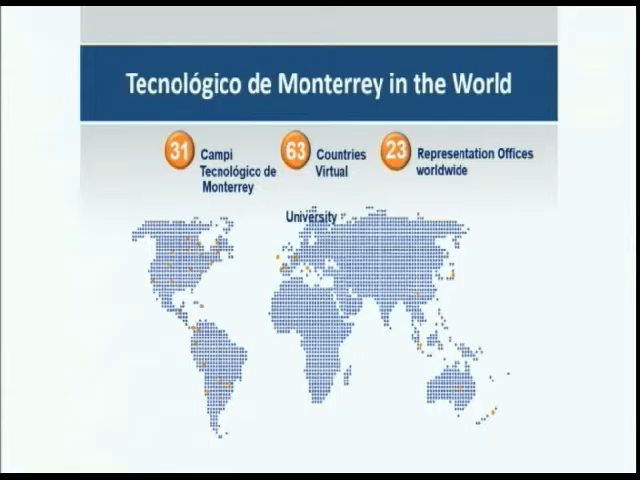 Tecnológico de Monterrey in the World
31 Campi
Tecnológico de
Monterrey
63 Countries
Virtual
University
23 Representation Offices
worldwide